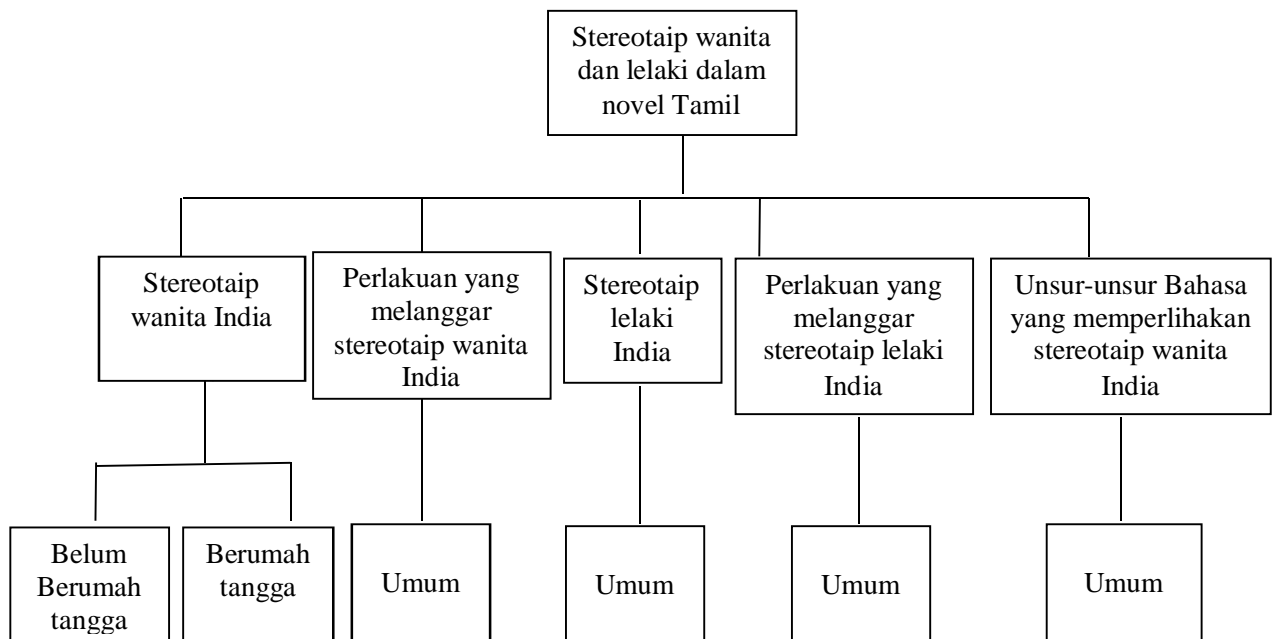 Stereotaip wanita
dan lelaki dalam
novel Tamil
Stereotaip
wanita India
Perlakuan yang
melanggar
stereotaip wanita
India
Stereotaip
lelaki
India
Perlakuan yang
melanggar
stereotaip lelaki
India
Unsur-unsur Bahasa
yang memperlihakan
stereotaip wanita
India
Belum
Berumah
tangga
Berumah
tangga
Umum
Umum
Umum
Umum